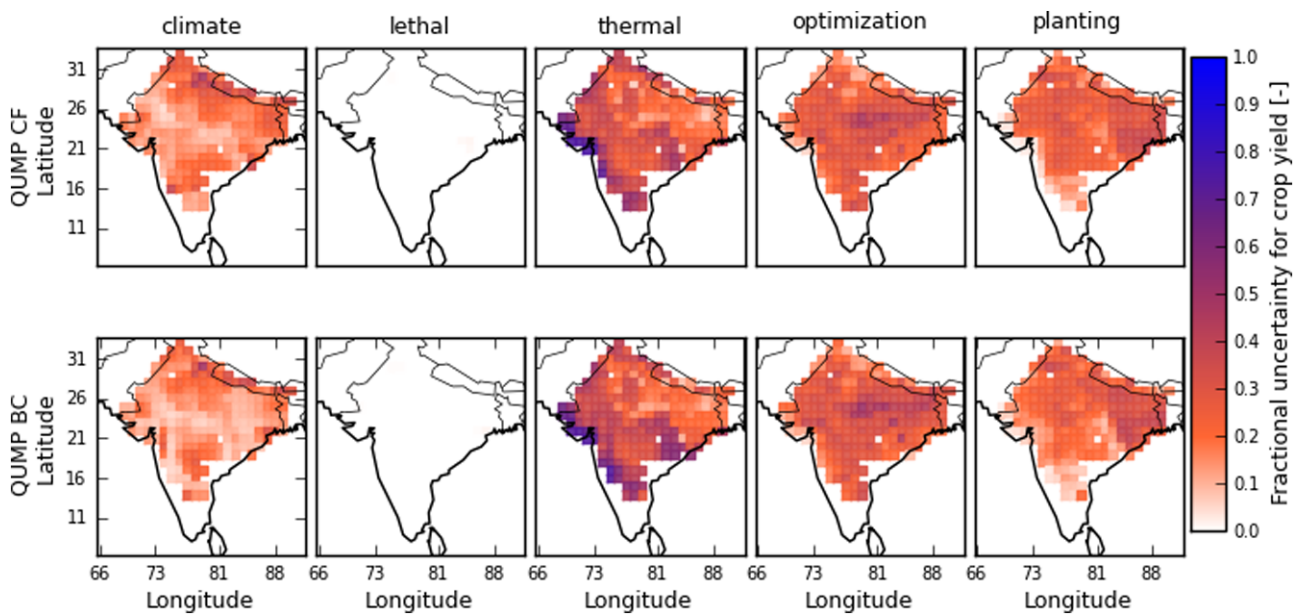 climate lethal thermal optimization planting
QUMP CF
Latitude
31
26
21
16
11
QUMP BC
Latitude
31
26
21
16
11
66 73 81 88 66 73 81 88 66 73 81 88 66 73 81 88 66 73 81 88
Longitude Longitude Longitude Longitude Longitude
1.0
0.9
0.8
0.7
0.6
0.5
0.4
0.3
0.2
0.1
0.0
Fractional uncertainty for crop yield [-]